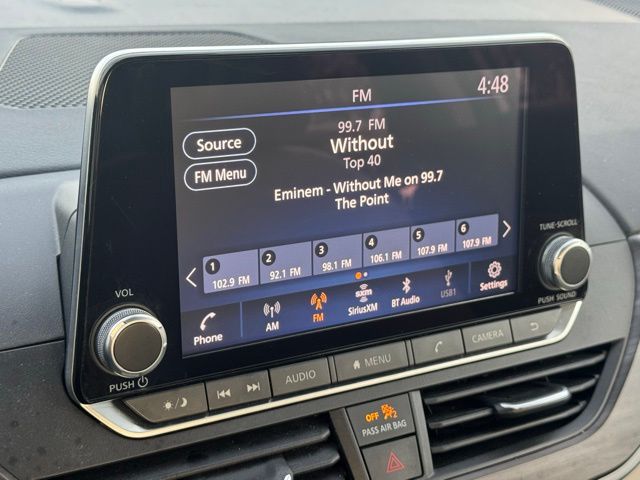 FM
4:48
99.7 FM
Source
Without
Top 40
FM Menu
Eminem - Without Me on 99.7
The Point
1 2 3 4 5 6
102.9 FM 92.1 FM 98.1 FM 106.1 FM 107.9 FM 107.9 FM
Phone AM FM sxm SiriusXM BT Audio USB1 Settings
VOL
PUSH
TUNE·SCROLL
PUSH SOUND
AUDIO MENU CAMERA
OFF 2
PASS AIR BAG